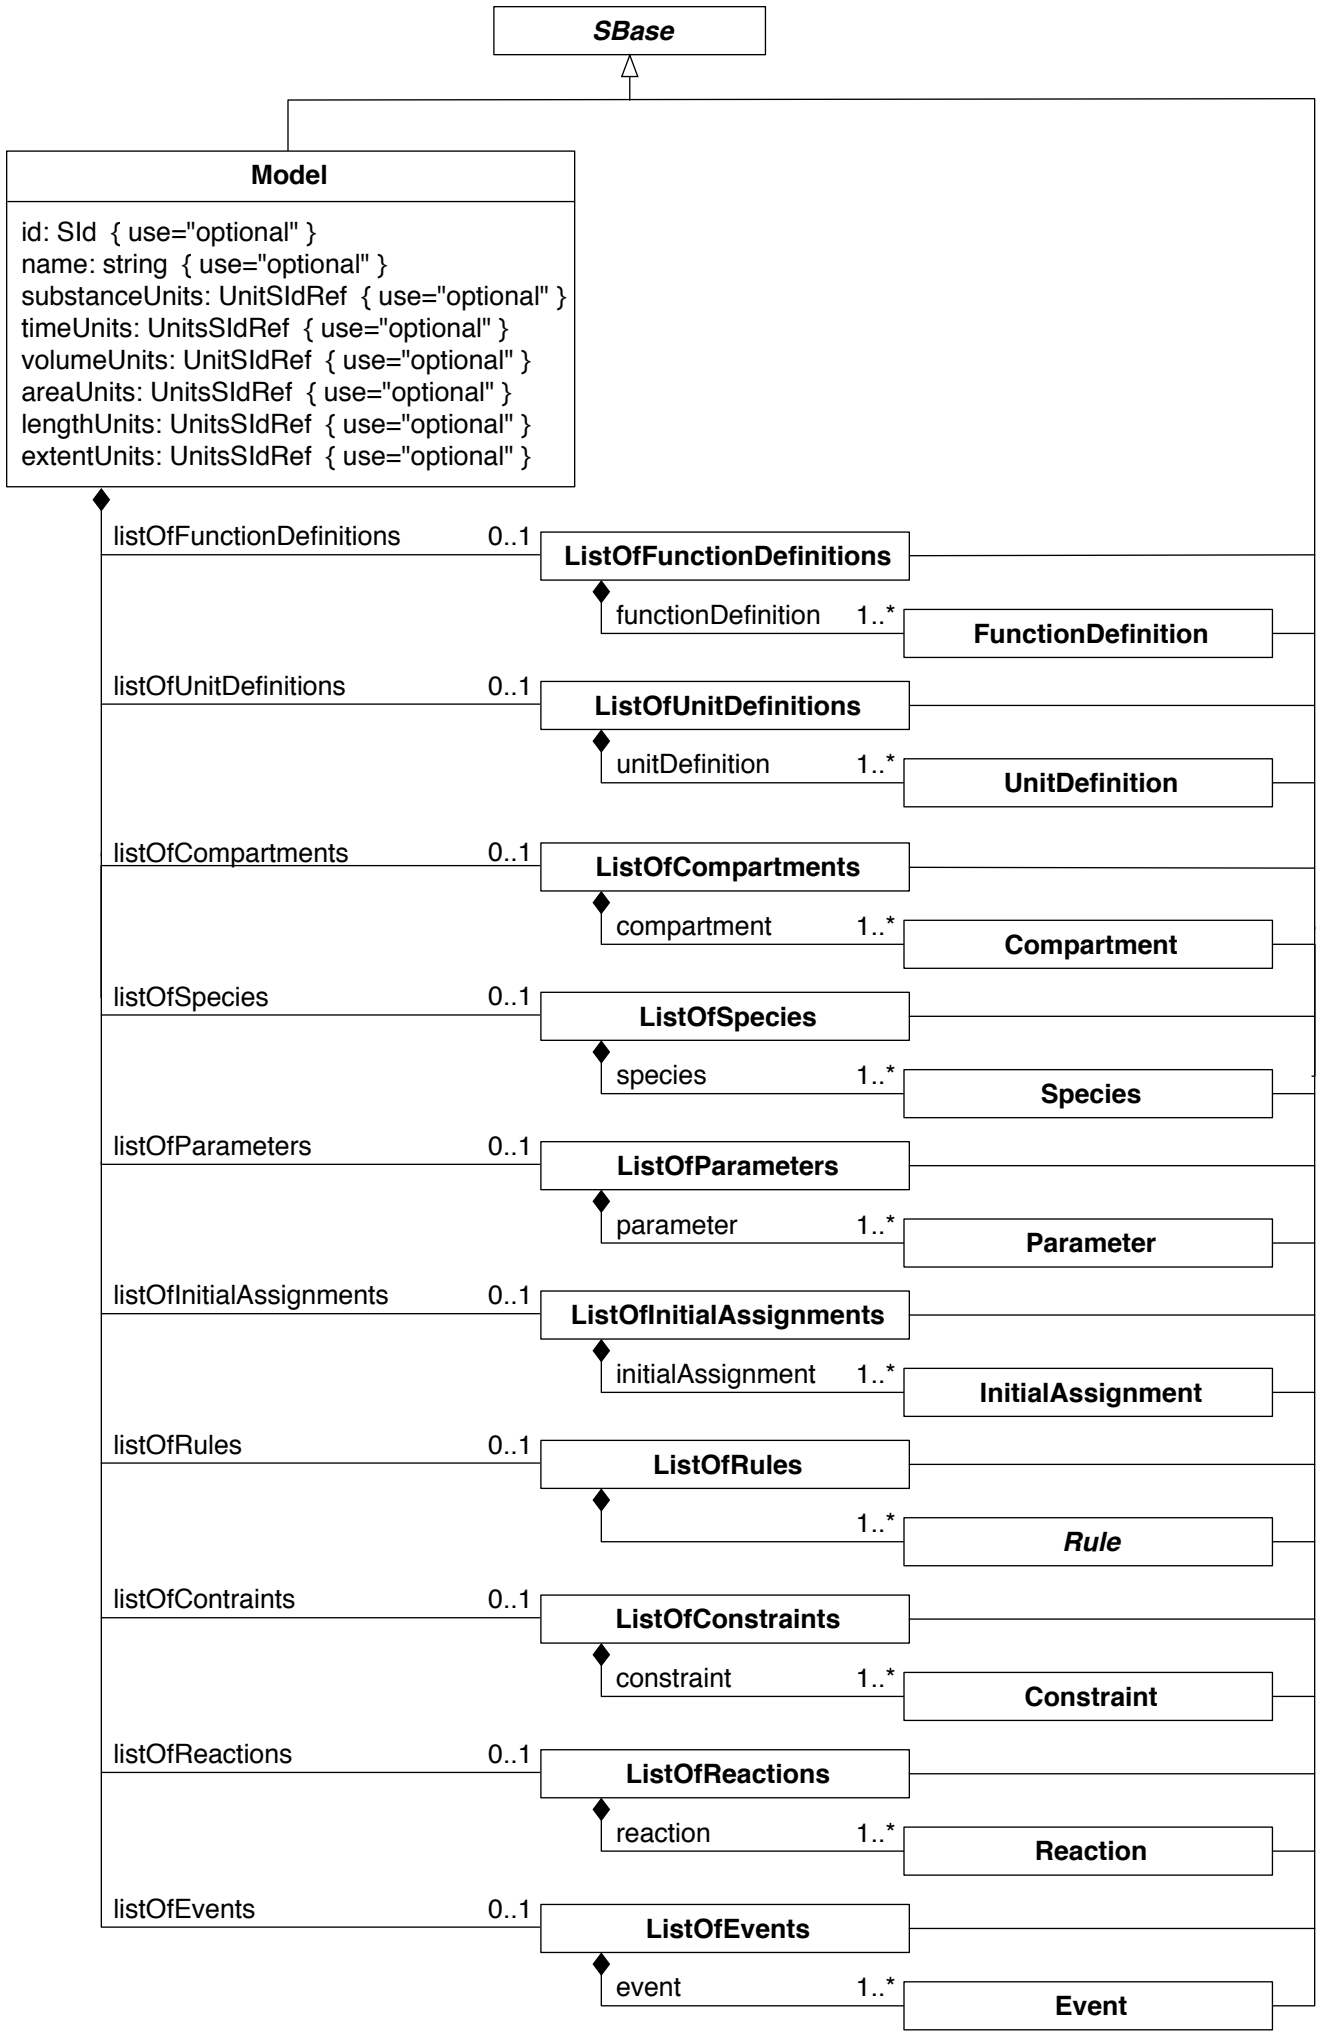 SBase
Model
id: SId { use="optional" }
name: string { use="optional" }
substanceUnits: UnitSIdRef { use="optional" }
timeUnits: UnitsSIdRef { use="optional" }
volumeUnits: UnitSIdRef { use="optional" }
areaUnits: UnitsSIdRef { use="optional" }
lengthUnits: UnitsSIdRef { use="optional" }
extentUnits: UnitsSIdRef { use="optional" }
listOfFunctionDefinitions 0..1 ListOfFunctionDefinitions
functionDefinition 1..* FunctionDefinition
listOfUnitDefinitions 0..1 ListOfUnitDefinitions
unitDefinition 1..* UnitDefinition
listOfCompartments 0..1 ListOfCompartments
compartment 1..* Compartment
listOfSpecies 0..1 ListOfSpecies
species 1..* Species
listOfParameters 0..1 ListOfParameters
parameter 1..* Parameter
listOfInitialAssignments 0..1 ListOfInitialAssignments
initialAssignment 1..* InitialAssignment
listOfRules 0..1 ListOfRules
1..* Rule
listOfContraints 0..1 ListOfConstraints
constraint 1..* Constraint
listOfReactions 0..1 ListOfReactions
reaction 1..* Reaction
listOfEvents 0..1 ListOfEvents
event 1..* Event